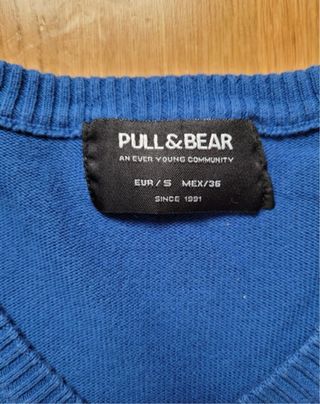 PULL&BEAR
AN EVER YOUNG COMMUNITY
EUR/S MEX/36
SINCE 1991